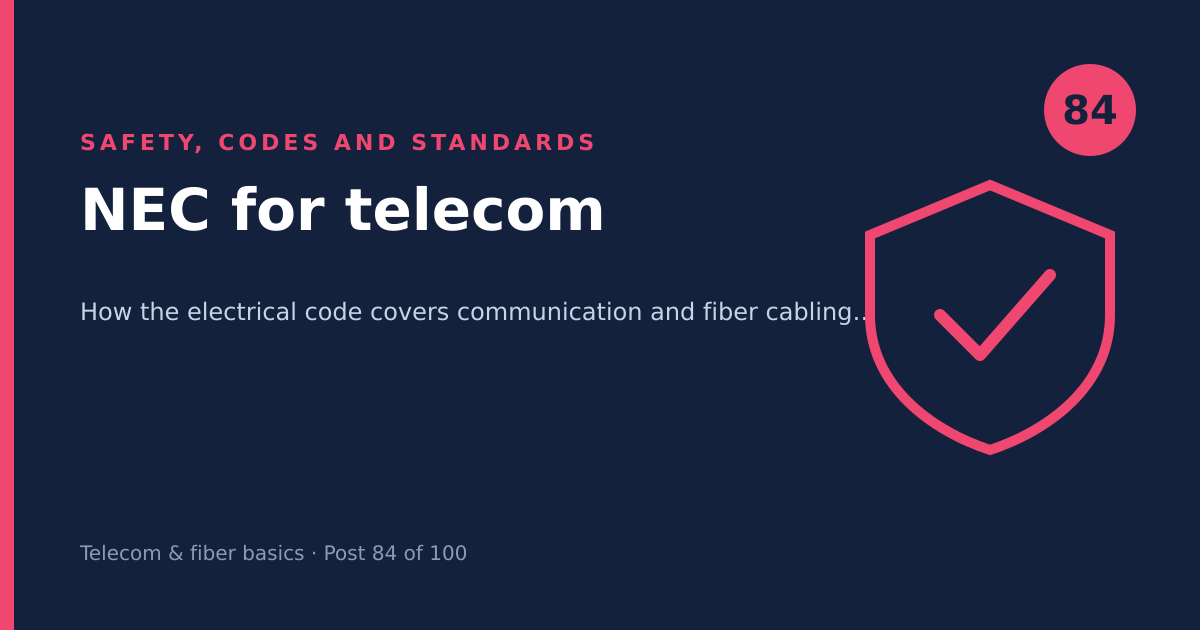 84
SAFETY, CODES AND STANDARDS
NEC for telecom
How the electrical code covers communication and fiber cabling..
Telecom & fiber basics · Post 84 of 100